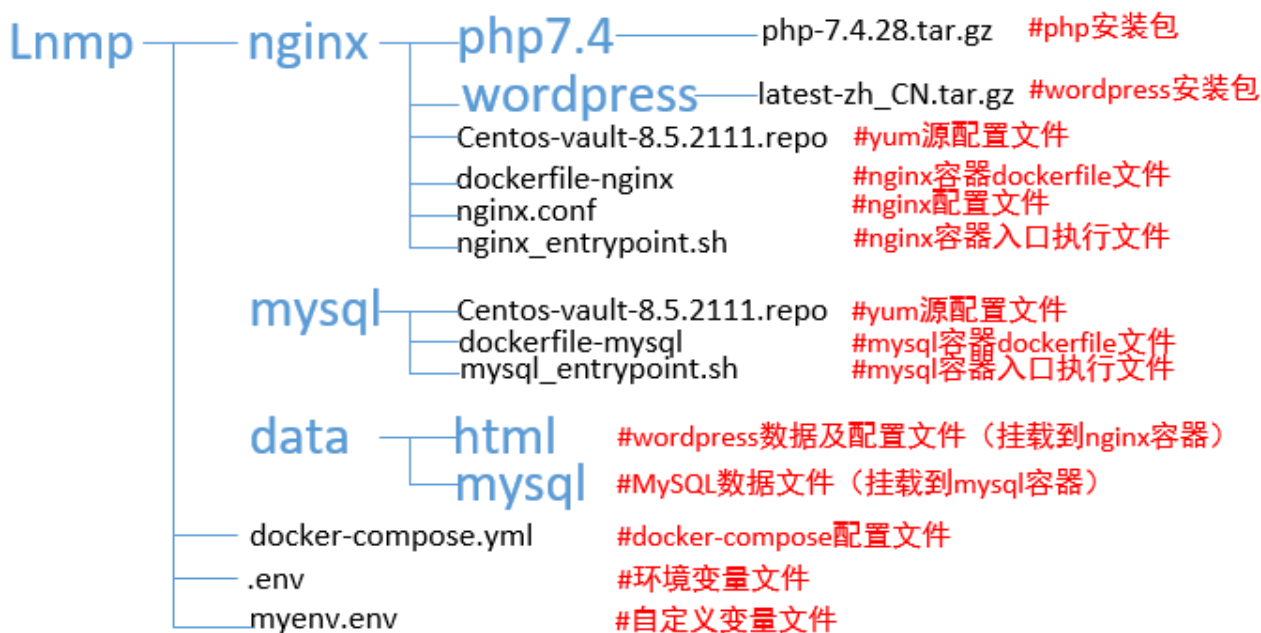 Lnmp nginx php7.4 php-7.4.28.tar.gz #php安装包
wordpress latest-zh_CN.tar.gz #wordpress安装包
Centos-vault-8.5.2111.repo #yum源配置文件
dockerfile-nginx #nginx容器dockerfile文件
nginx.conf #nginx配置文件
nginx_entrypoint.sh #nginx容器入口执行文件
mysql Centos-vault-8.5.2111.repo #yum源配置文件
dockerfile-mysql #mysql容器dockerfile文件
mysql_entrypoint.sh #mysql容器入口执行文件
data html #wordpress数据及配置文件（挂载到nginx容器）
mysql #MySQL数据文件（挂载到mysql容器）
docker-compose.yml #docker-compose配置文件
.env #环境变量文件
myenv.env #自定义变量文件